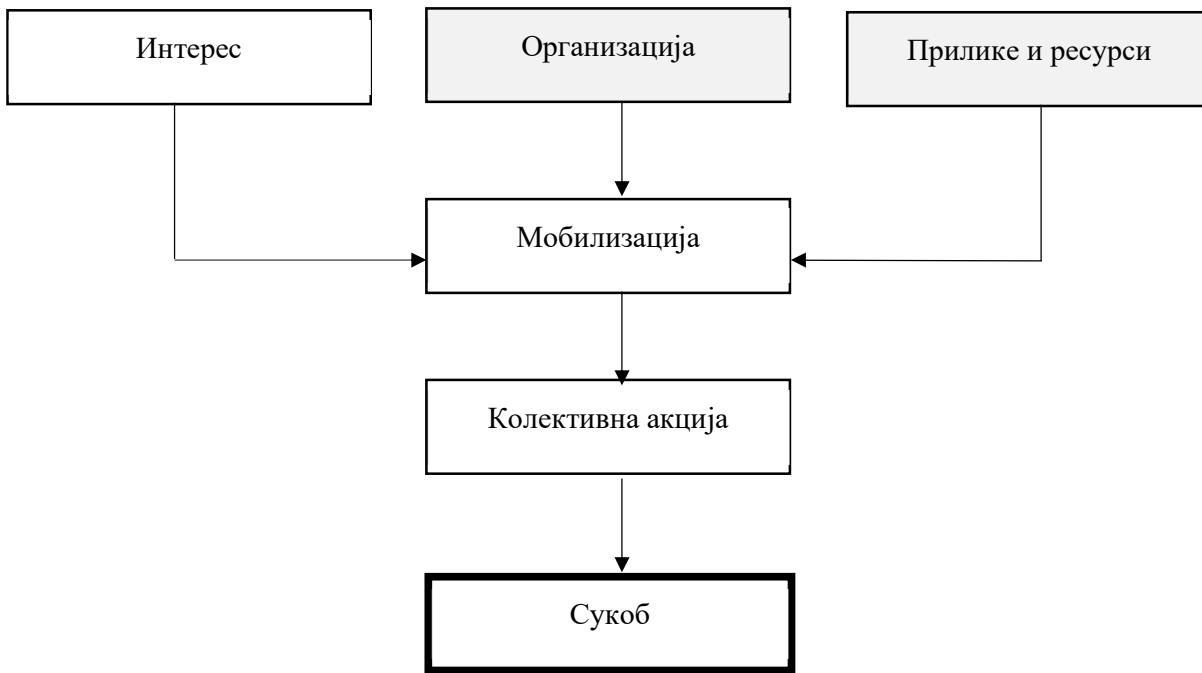 Интерес
Организација
Прилике и ресурси
Мобилизација
Колективна акција
Сукоб